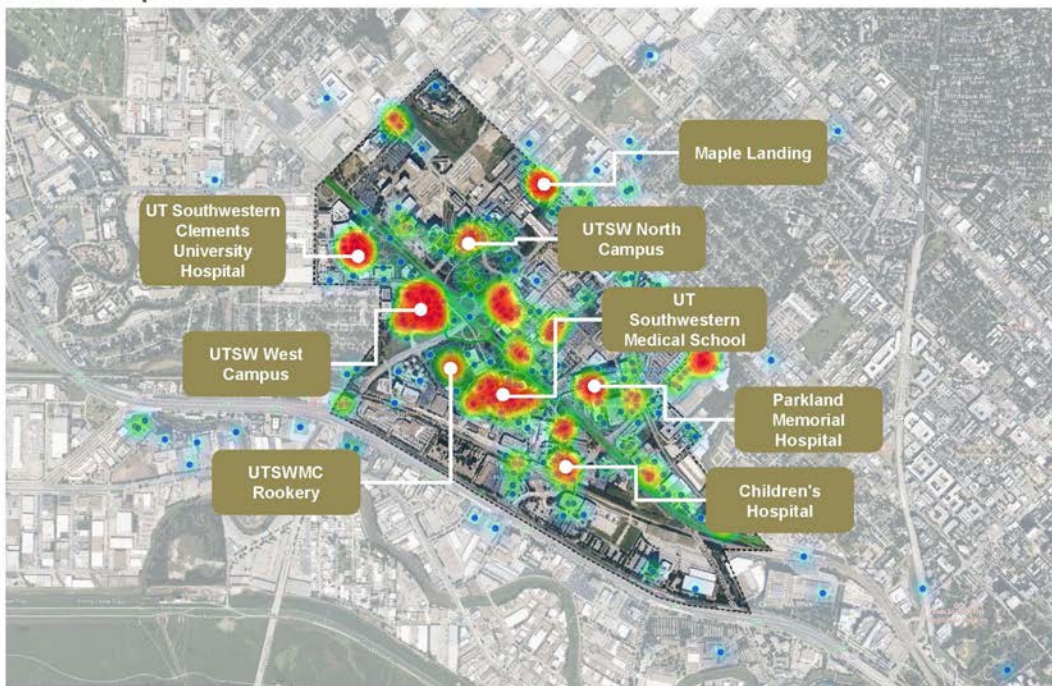 Maple Landing
UT Southwestern
Clements
University
Hospital
UTSW North
Campus
UT
Southwestern
Medical School
UTSW West
Campus
Parkland
Memorial
Hospital
UTSWMC
Rookery
Children's
Hospital